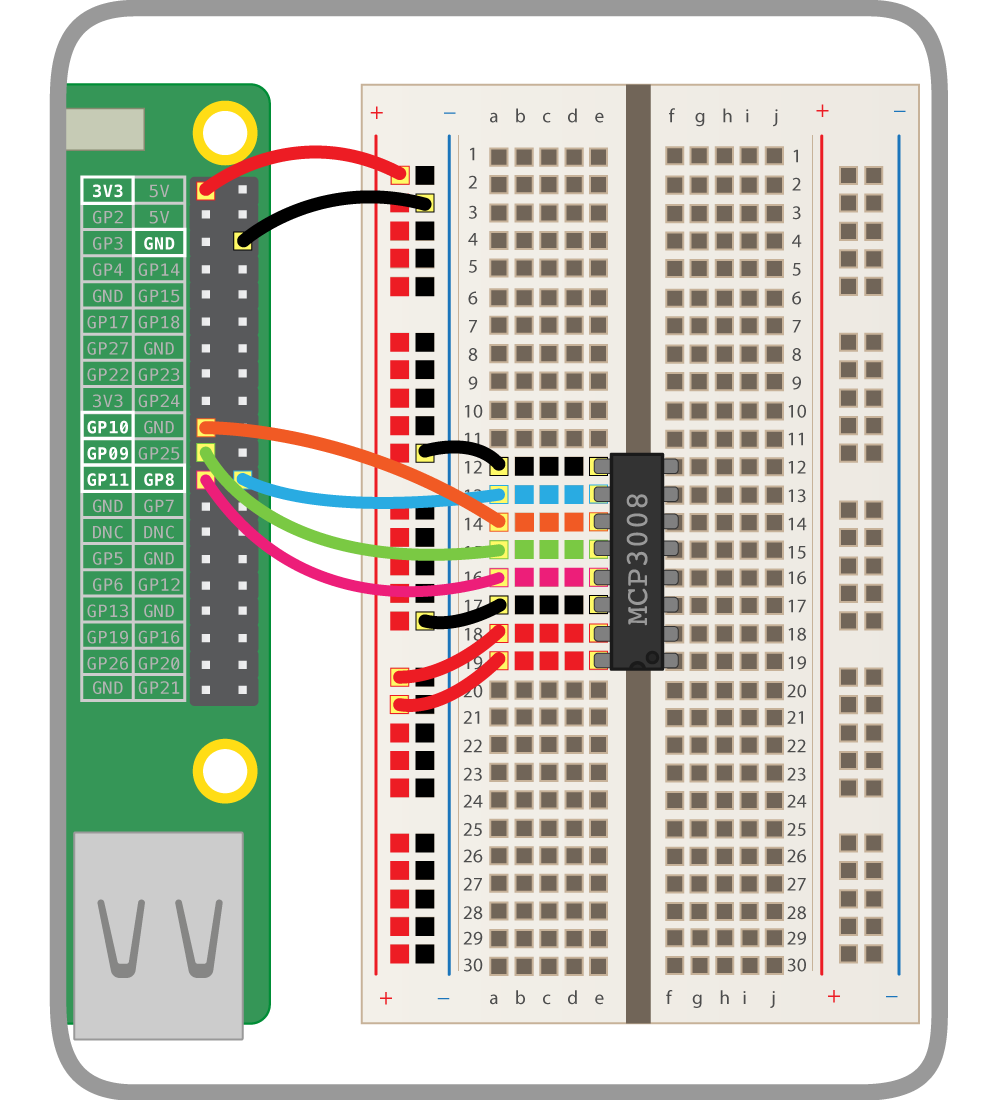 + − a b c d e f g h i j + −
3V3 5V
GP2 5V
GP3 GND
GP4 GP14
GND GP15
GP17 GP18
GP27 GND
GP22 GP23
3V3 GP24
GP10 GND
GP09 GP25
GP11 GP8
GND GP7
DNC DNC
GP5 GND
GP6 GP12
GP13 GND
GP19 GP16
GP26 GP20
GND GP21
1 1
2 2
3 3
4 4
5 5
6 6
7 7
8 8
9 9
10 10
11 11
12 12
13 13
14 14
15 15
16 16
17 17
18 18
19 19
20 20
21 21
22 22
23 23
24 24
25 25
26 26
27 27
28 28
29 29
30 30
MCP3008
+ − a b c d e f g h i j + −